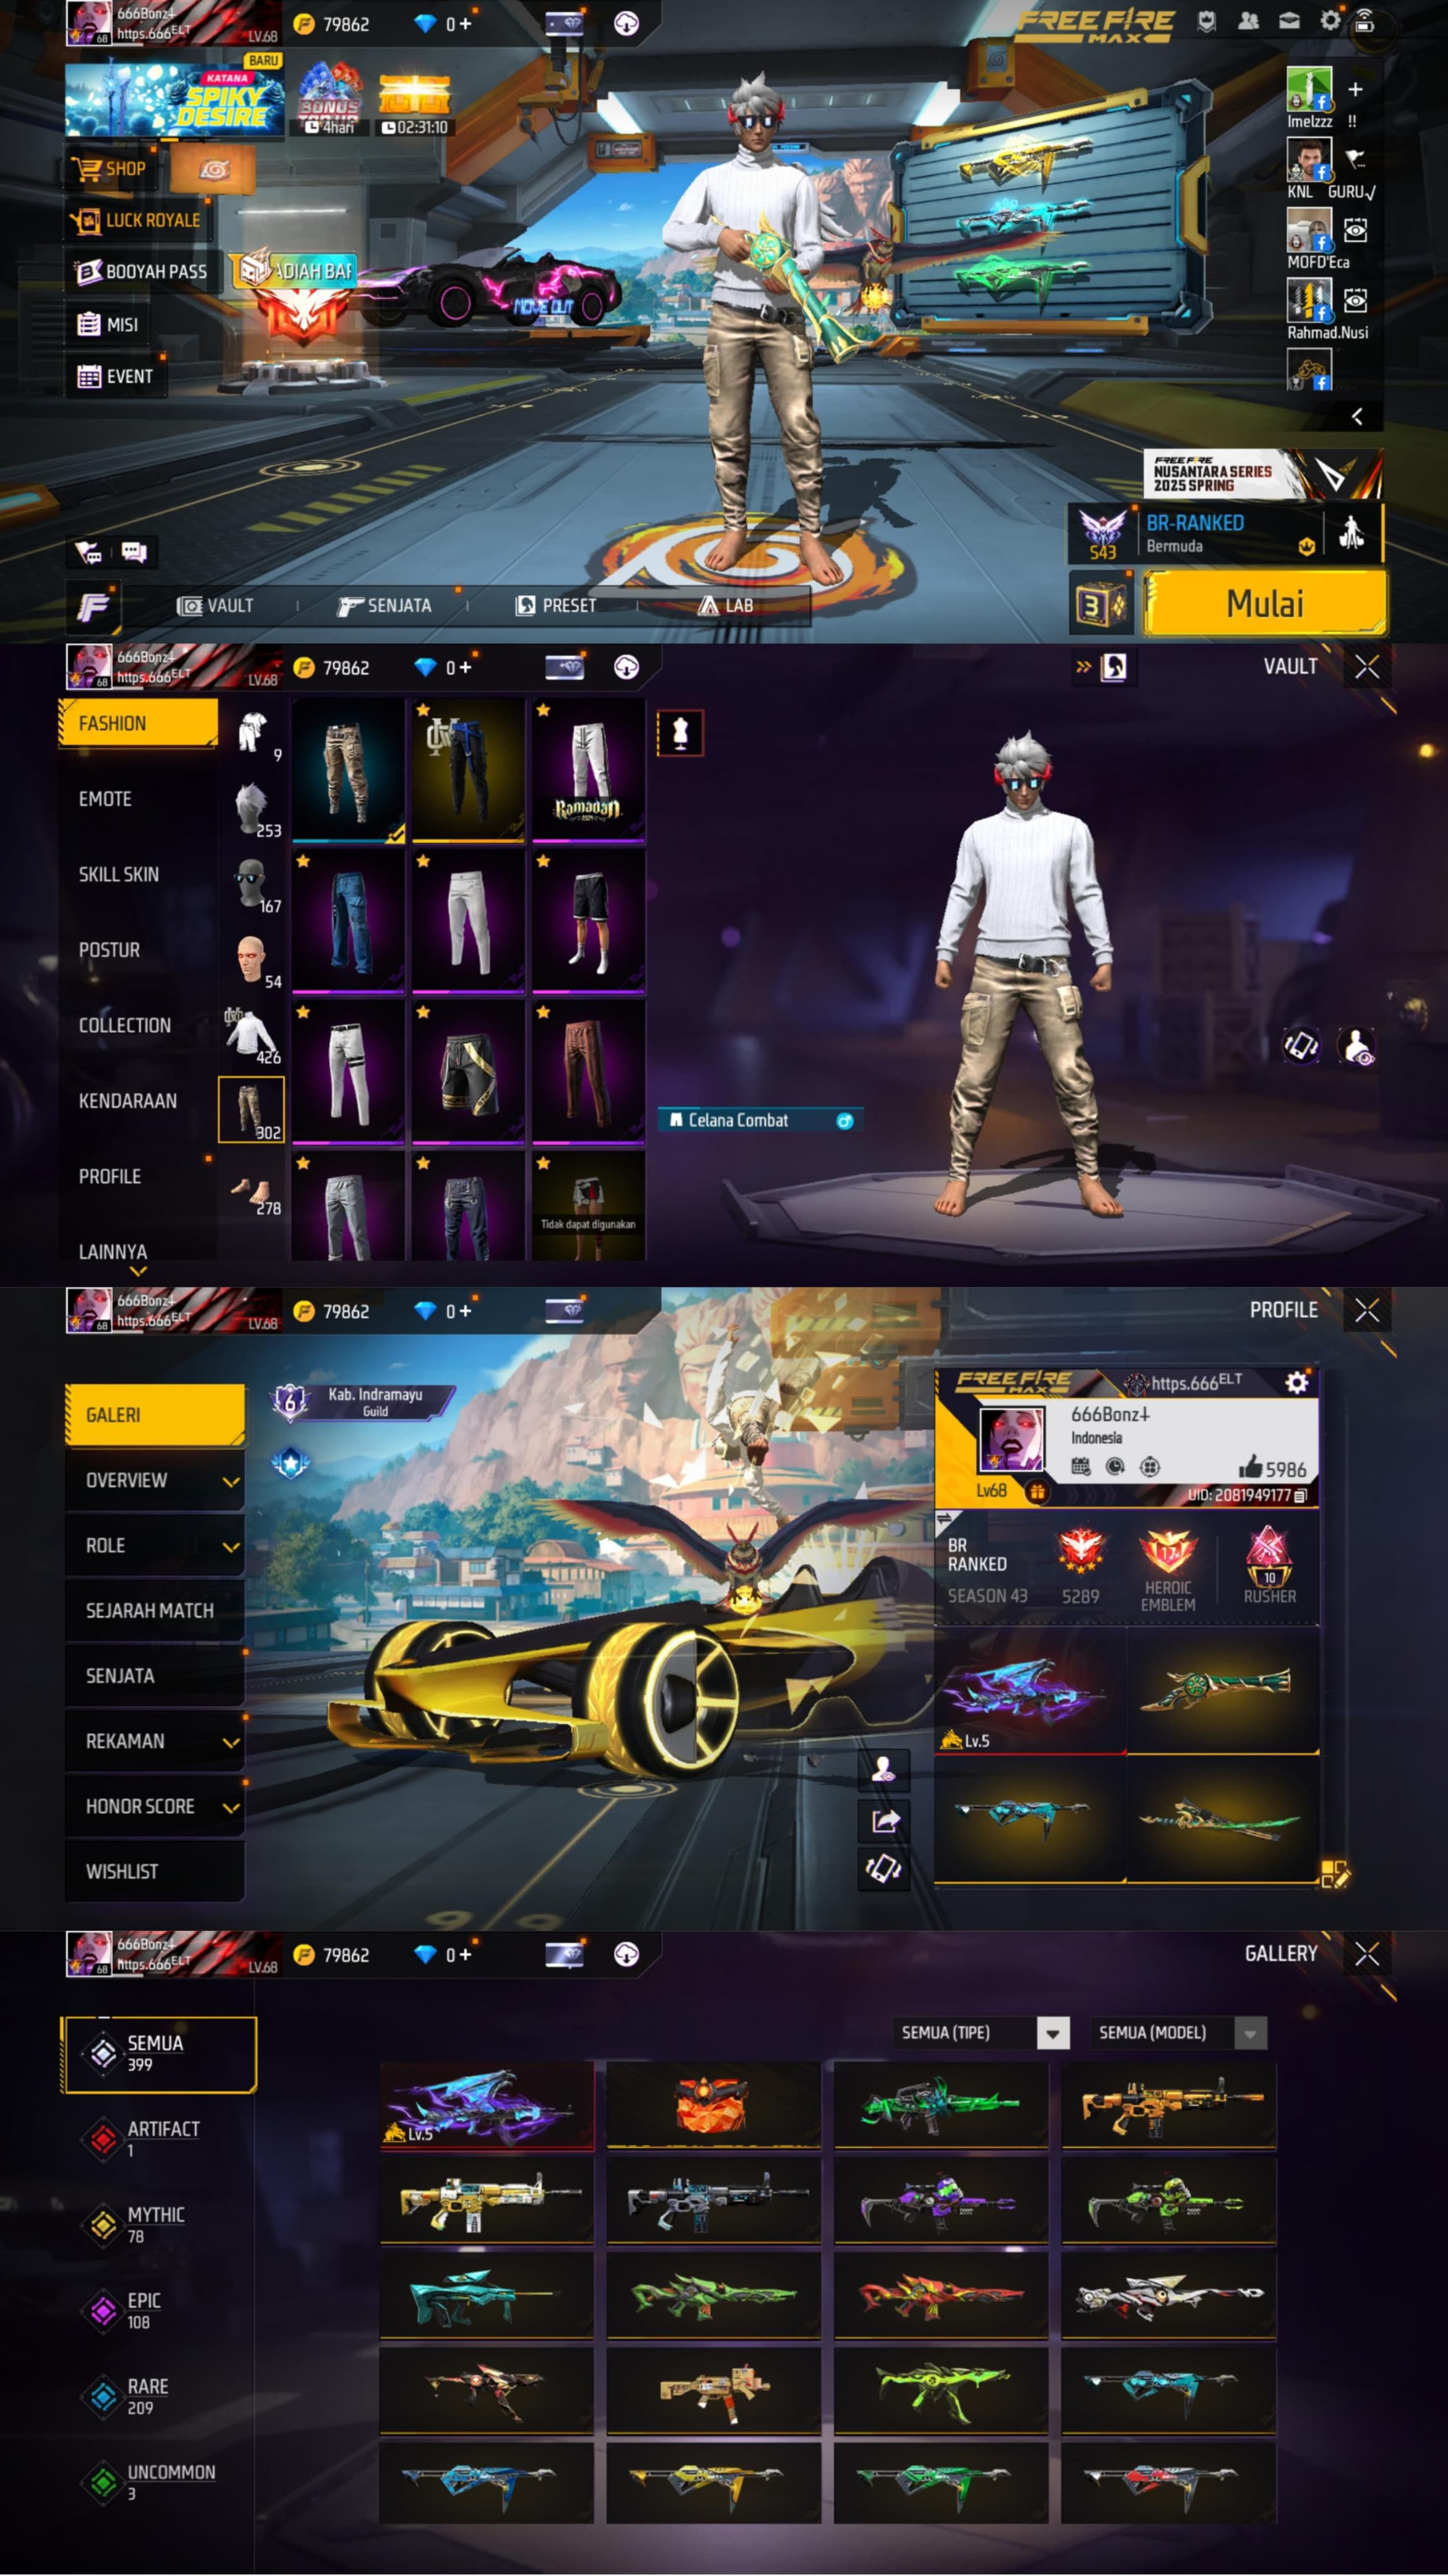 666Bonz
https.666ELT
68
LV.68
79862
0+
FREE FIRE
MAX
BARU
KATANA
SPIKY
DESIRE
BONUS
4hari
02:31:10
SHOP
LUCK ROYALE
BOOYAH PASS
MISI
EVENT
MOVE OUT
Imelzzz !!
KNL GURU√
MOFD'Eca
Rahmad.Nusi
FREE FIRE
NUSANTARA SERIES
2025 SPRING
S43
BR-RANKED
Bermuda
VAULT
SENJATA
PRESET
LAB
3
Mulai
666Bonz
https.666ELT
68
LV.68
79862
0+
VAULT
FASHION
EMOTE
SKILL SKIN
POSTUR
COLLECTION
KENDARAAN
PROFILE
LAINNYA
9
253
167
54
426
302
278
Ramadan
Tidak dapat digunakan
Celana Combat
666Bonz
https.666ELT
68
LV.68
79862
0+
PROFILE
GALERI
OVERVIEW
ROLE
SEJARAH MATCH
SENJATA
REKAMAN
HONOR SCORE
WISHLIST
6
Kab. Indramayu
Guild
FREE FIRE
MAX
https.666ELT
666Bonz
Indonesia
5986
Lv68
UID: 2081949177
BR
RANKED
SEASON 43
5289
HEROIC
EMBLEM
10
RUSHER
Lv.5
666Bonz
https.666ELT
68
LV.68
79862
0+
GALLERY
SEMUA
399
ARTIFACT
1
MYTHIC
78
EPIC
108
RARE
209
UNCOMMON
3
SEMUA (TIPE)
SEMUA (MODEL)
Lv.5